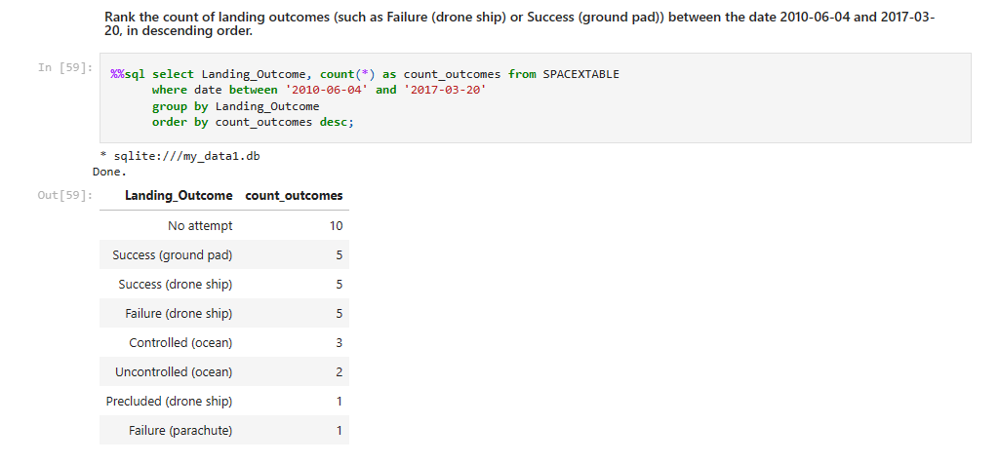 Rank the count of landing outcomes (such as Failure (drone ship) or Success (ground pad)) between the date 2010-06-04 and 2017-03-
20, in descending order.
In [59]: %%sql select Landing_Outcome, count(*) as count_outcomes from SPACEXTABLE
where date between '2010-06-04' and '2017-03-20'
group by Landing_Outcome
order by count_outcomes desc;
* sqlite:///my_data1.db
Done.
Out[59]: Landing_Outcome count_outcomes
No attempt 10
Success (ground pad) 5
Success (drone ship) 5
Failure (drone ship) 5
Controlled (ocean) 3
Uncontrolled (ocean) 2
Precluded (drone ship) 1
Failure (parachute) 1